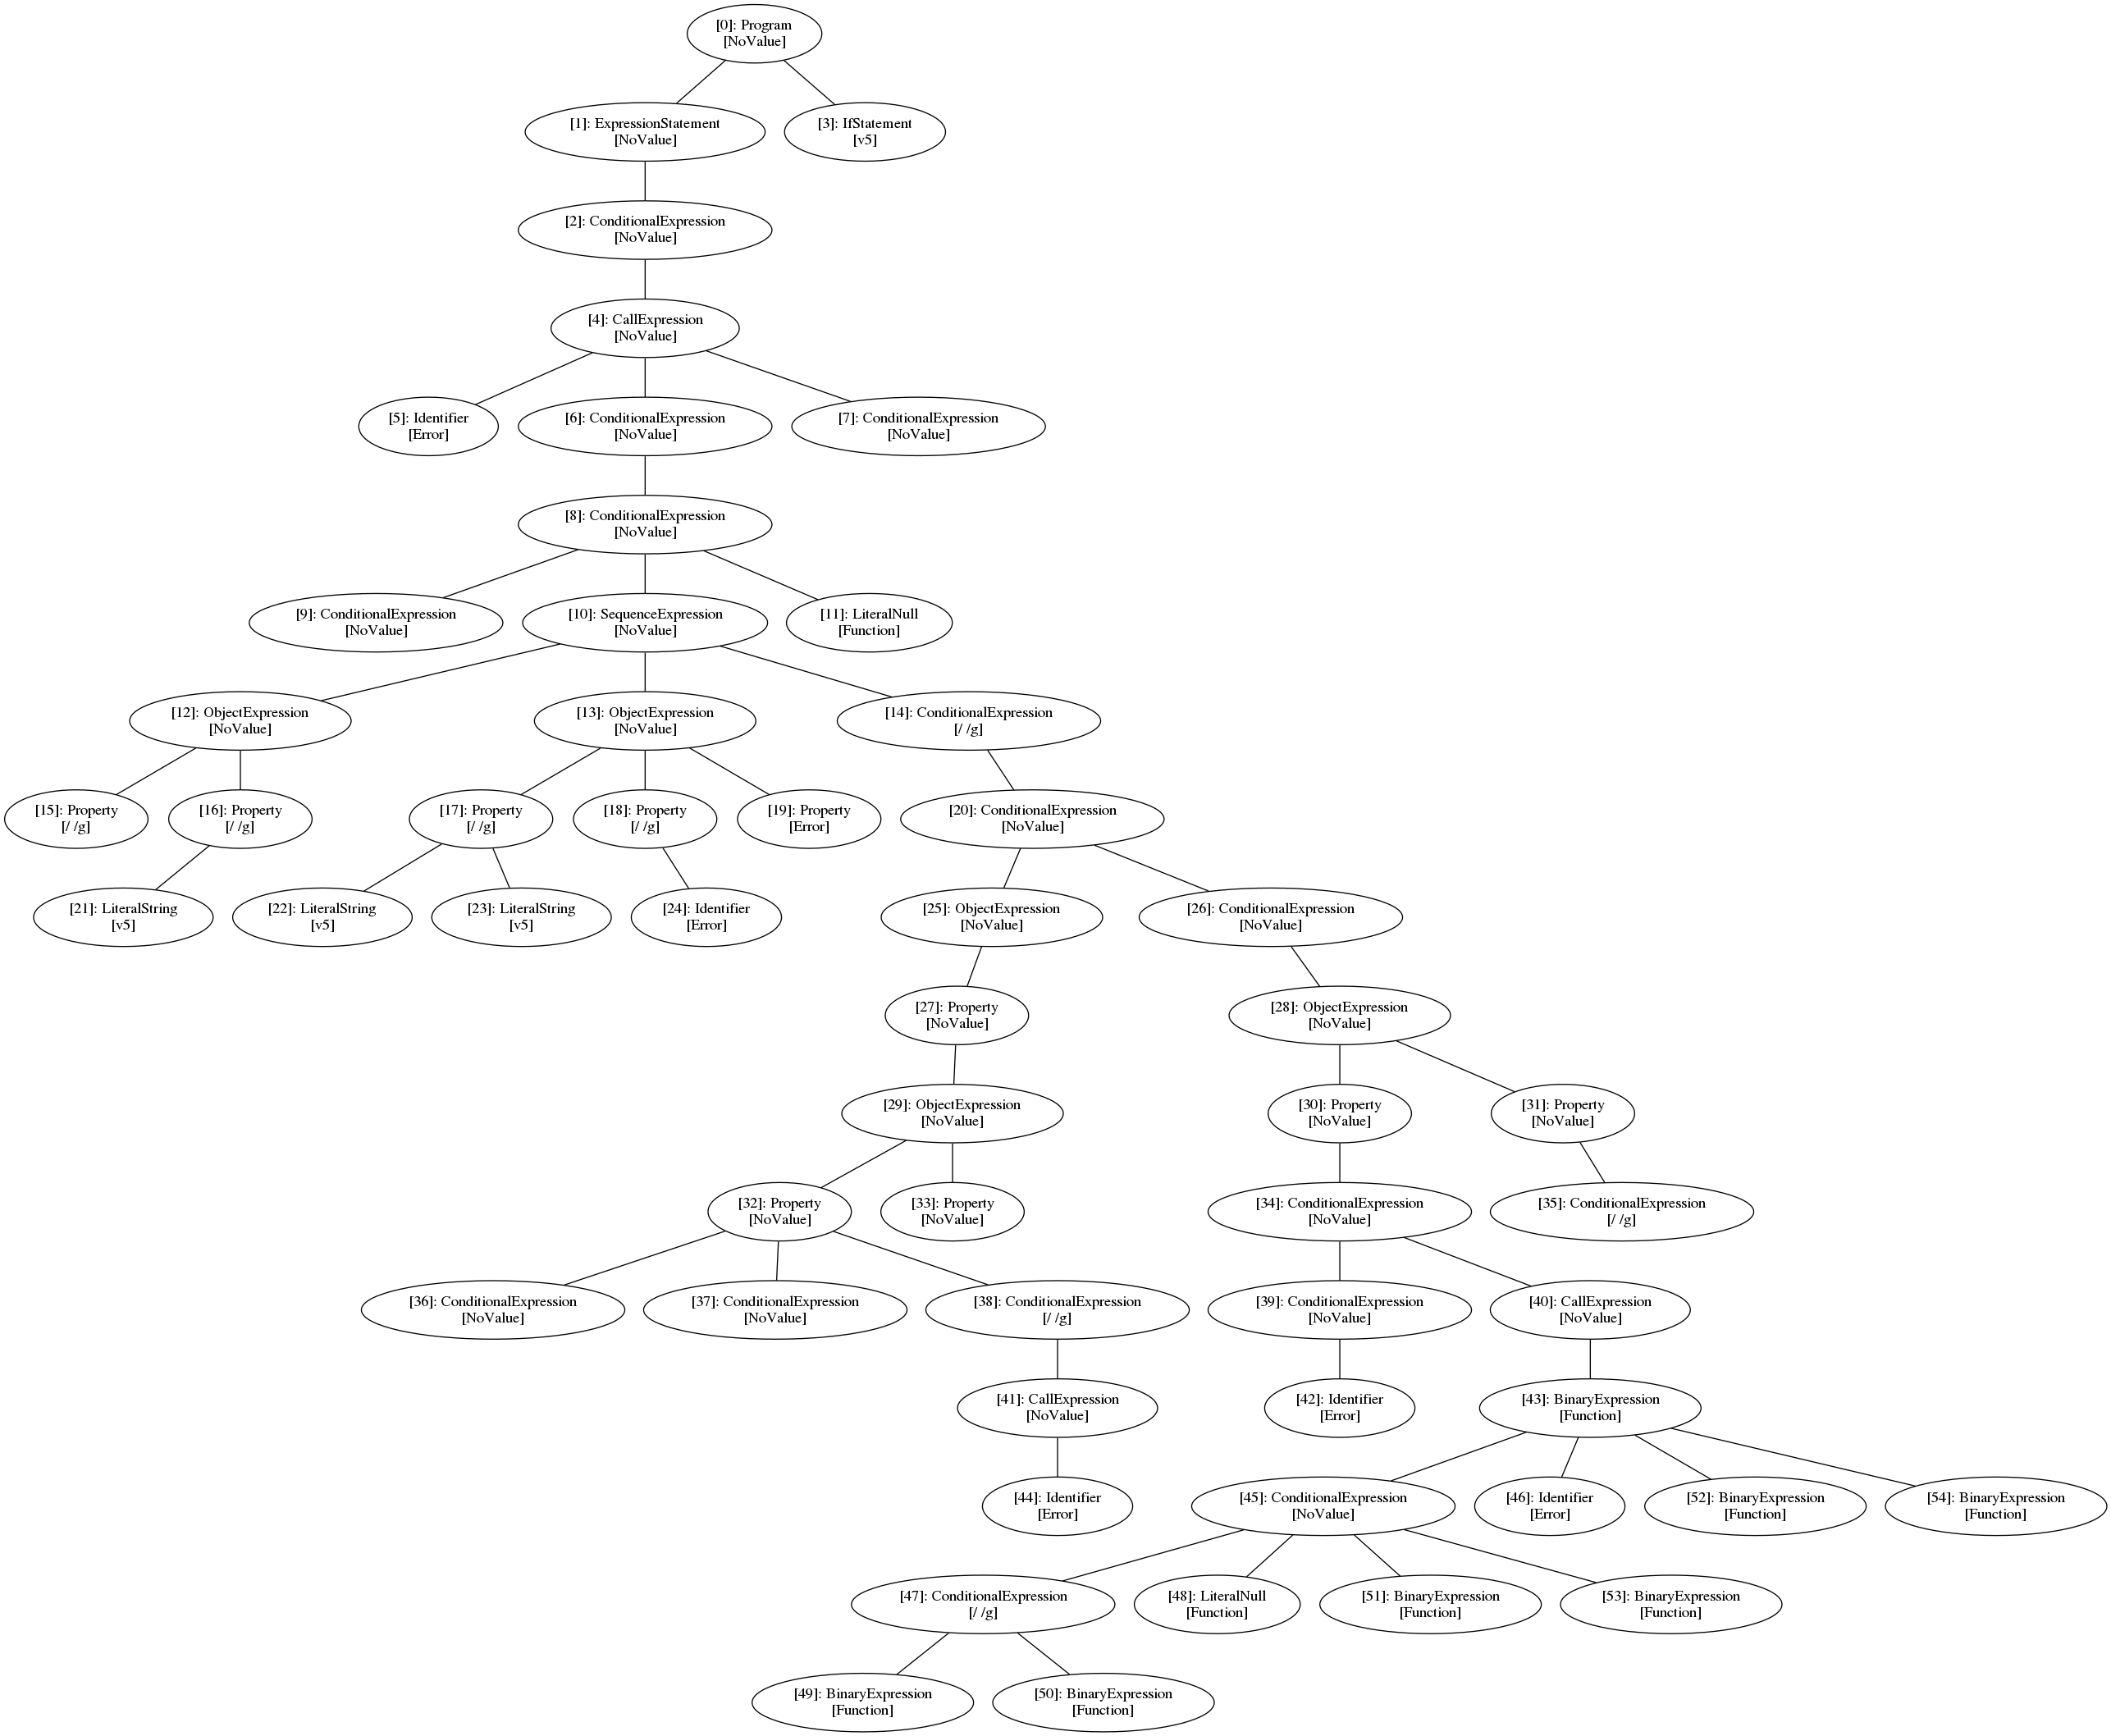 [0]: Program
[NoValue]
[1]: ExpressionStatement
[NoValue]
[3]: IfStatement
[v5]
[2]: ConditionalExpression
[NoValue]
[4]: CallExpression
[NoValue]
[5]: Identifier
[Error]
[6]: ConditionalExpression
[NoValue]
[7]: ConditionalExpression
[NoValue]
[8]: ConditionalExpression
[NoValue]
[9]: ConditionalExpression
[NoValue]
[10]: SequenceExpression
[NoValue]
[11]: LiteralNull
[Function]
[12]: ObjectExpression
[NoValue]
[13]: ObjectExpression
[NoValue]
[14]: ConditionalExpression
[/ /g]
[15]: Property
[/ /g]
[16]: Property
[/ /g]
[17]: Property
[/ /g]
[18]: Property
[/ /g]
[19]: Property
[Error]
[20]: ConditionalExpression
[NoValue]
[21]: LiteralString
[v5]
[22]: LiteralString
[v5]
[23]: LiteralString
[v5]
[24]: Identifier
[Error]
[25]: ObjectExpression
[NoValue]
[26]: ConditionalExpression
[NoValue]
[27]: Property
[NoValue]
[28]: ObjectExpression
[NoValue]
[29]: ObjectExpression
[NoValue]
[30]: Property
[NoValue]
[31]: Property
[NoValue]
[32]: Property
[NoValue]
[33]: Property
[NoValue]
[34]: ConditionalExpression
[NoValue]
[35]: ConditionalExpression
[/ /g]
[36]: ConditionalExpression
[NoValue]
[37]: ConditionalExpression
[NoValue]
[38]: ConditionalExpression
[/ /g]
[39]: ConditionalExpression
[NoValue]
[40]: CallExpression
[NoValue]
[41]: CallExpression
[NoValue]
[42]: Identifier
[Error]
[43]: BinaryExpression
[Function]
[44]: Identifier
[Error]
[45]: ConditionalExpression
[NoValue]
[46]: Identifier
[Error]
[52]: BinaryExpression
[Function]
[54]: BinaryExpression
[Function]
[47]: ConditionalExpression
[/ /g]
[48]: LiteralNull
[Function]
[51]: BinaryExpression
[Function]
[53]: BinaryExpression
[Function]
[49]: BinaryExpression
[Function]
[50]: BinaryExpression
[Function]